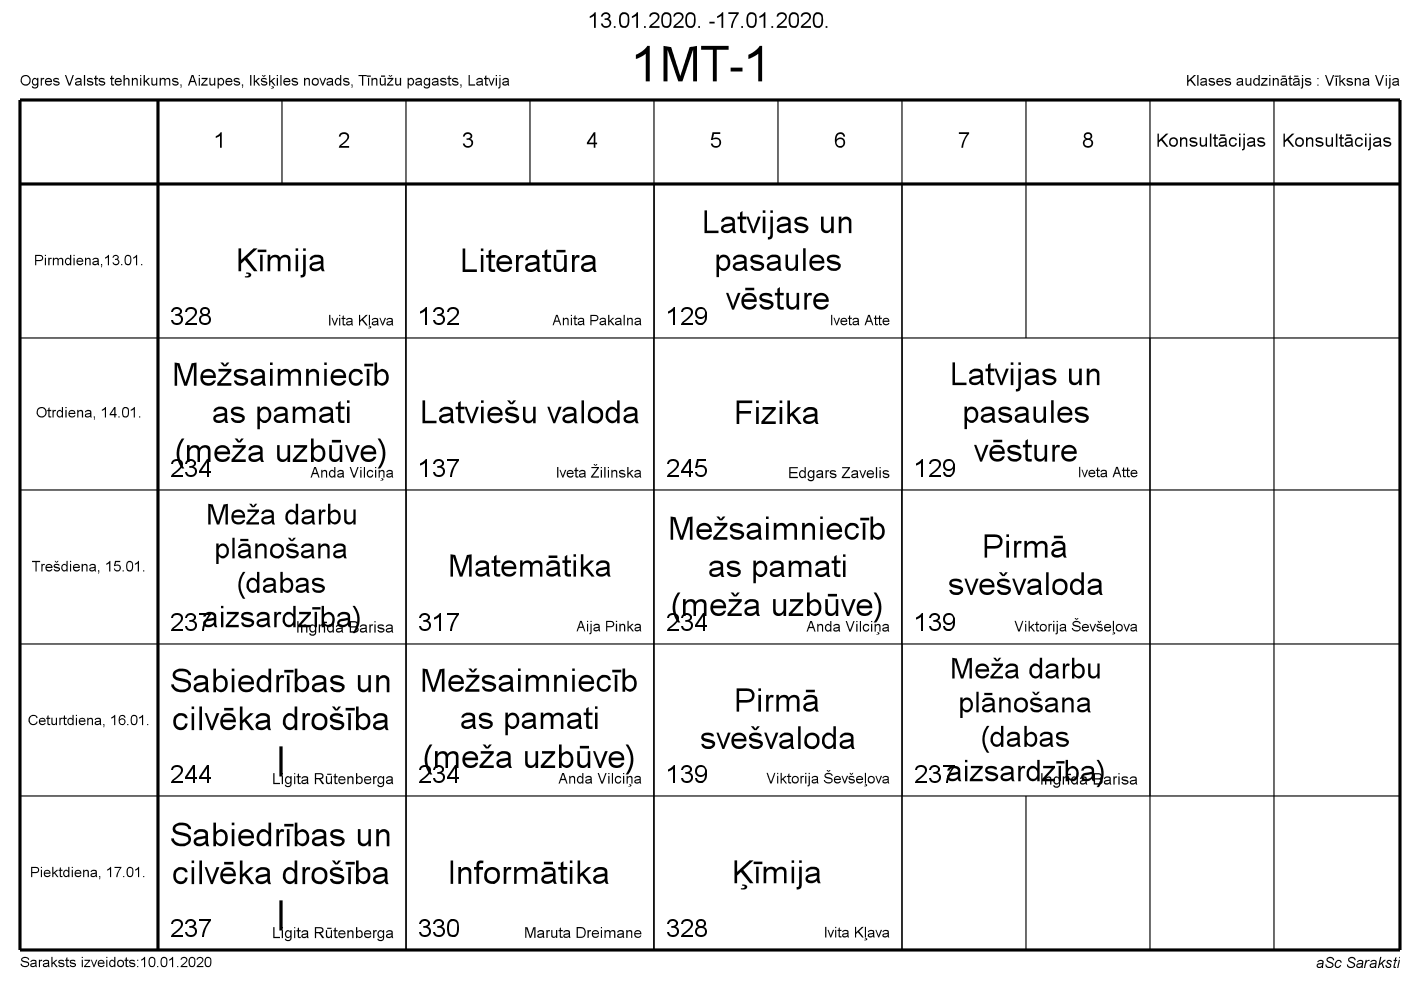 13.01.2020. -17.01.2020.
1MT-1
Ogres Valsts tehnikums, Aizupes, Ikšķiles novads, Tīnūžu pagasts, Latvija
Klases audzinātājs : Vīksna Vija
1 2 3 4 5 6 7 8 Konsultācijas Konsultācijas
Pirmdiena,13.01.
Ķīmija
328 Ivita Kļava
Literatūra
132 Anita Pakalna
Latvijas un
pasaules
vēsture
129 Iveta Atte
Otrdiena, 14.01.
Mežsaimniecīb
as pamati
(meža uzbūve)
234 Anda Vilciņa
Latviešu valoda
137 Iveta Žilinska
Fizika
245 Edgars Zavelis
Latvijas un
pasaules
vēsture
129 Iveta Atte
Trešdiena, 15.01.
Meža darbu
plānošana
(dabas
aizsardzība)
237 Ingrīda Barisa
Matemātika
317 Aija Pinka
Mežsaimniecīb
as pamati
(meža uzbūve)
234 Anda Vilciņa
Pirmā
svešvaloda
139 Viktorija Ševšeļova
Ceturtdiena, 16.01.
Sabiedrības un
cilvēka drošība
I
244 Ligita Rūtenberga
Mežsaimniecīb
as pamati
(meža uzbūve)
234 Anda Vilciņa
Pirmā
svešvaloda
139 Viktorija Ševšeļova
Meža darbu
plānošana
(dabas
aizsardzība)
237 Ingrīda Barisa
Piektdiena, 17.01.
Sabiedrības un
cilvēka drošība
I
237 Ligita Rūtenberga
Informātika
330 Maruta Dreimane
Ķīmija
328 Ivita Kļava
Saraksts izveidots:10.01.2020
aSc Saraksti